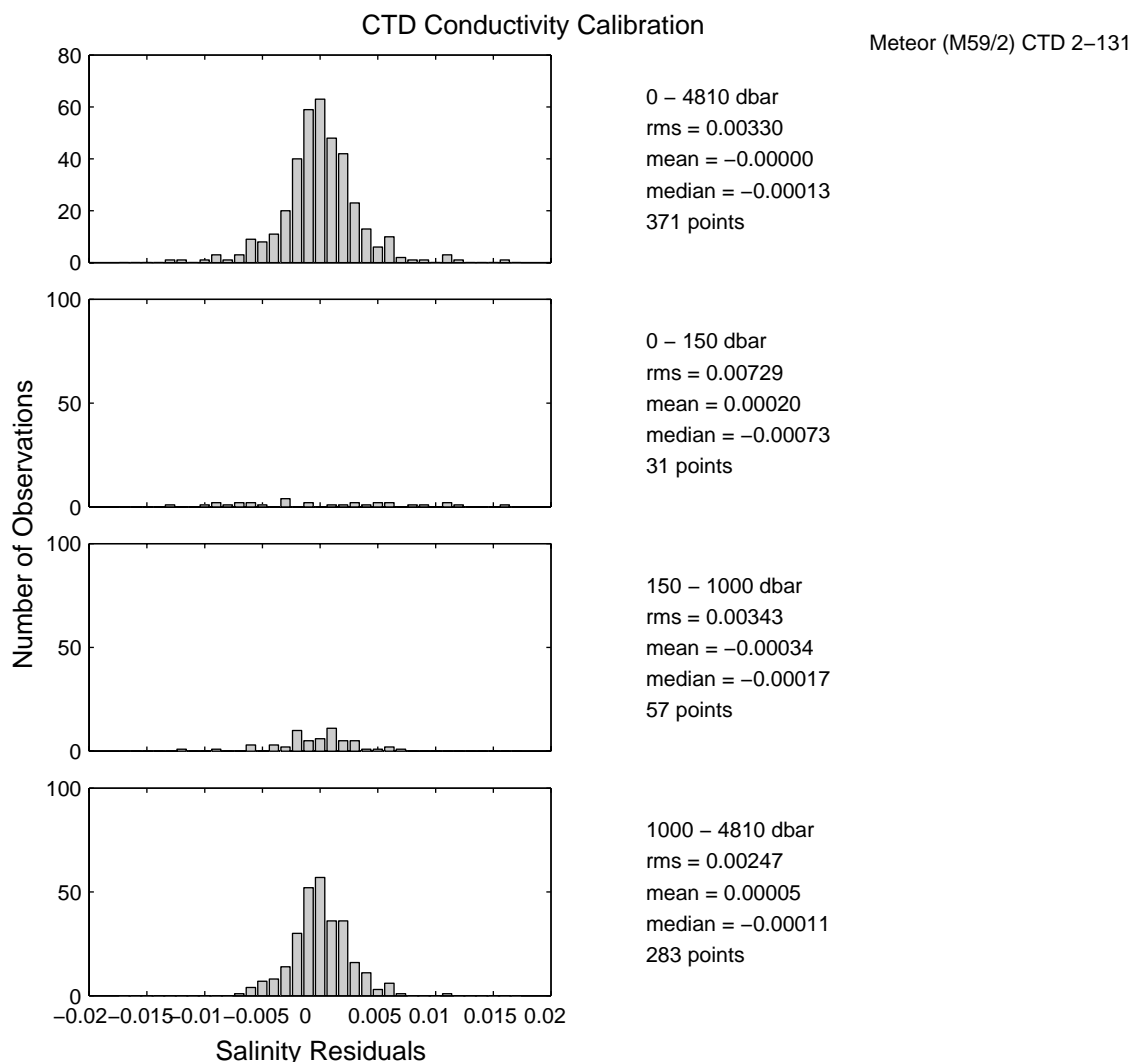 CTD Conductivity Calibration
Meteor (M59/2) CTD 2−131
80
60
40
20
0
0 − 4810 dbar
rms = 0.00330
mean = −0.00000
median = −0.00013
371 points
Number of Observations
100
50
0
0 − 150 dbar
rms = 0.00729
mean = 0.00020
median = −0.00073
31 points
100
50
0
150 − 1000 dbar
rms = 0.00343
mean = −0.00034
median = −0.00017
57 points
100
50
0
1000 − 4810 dbar
rms = 0.00247
mean = 0.00005
median = −0.00011
283 points
−0.02 −0.015 −0.01 −0.005 0 0.005 0.01 0.015 0.02
Salinity Residuals